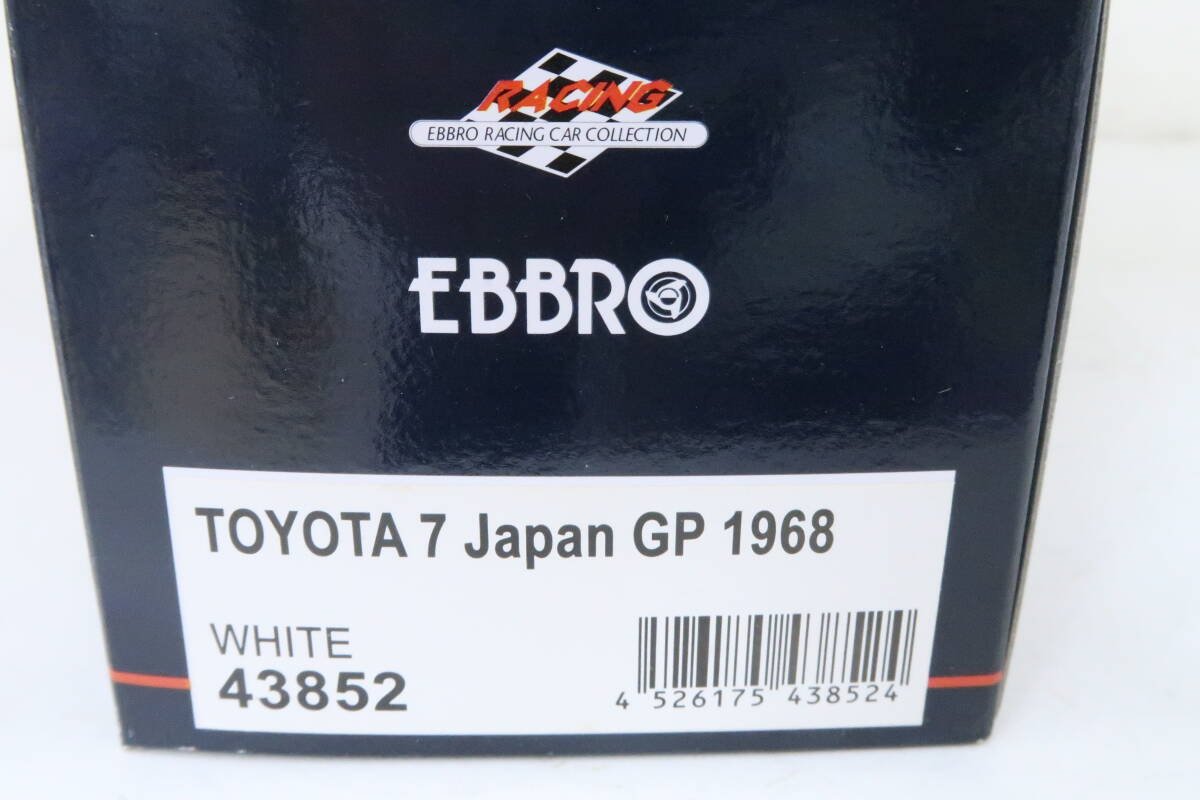 RACING
EBBRO RACING CAR COLLECTION
EBBRO
TOYOTA 7 Japan GP 1968
WHITE
43852
4 526175 438524